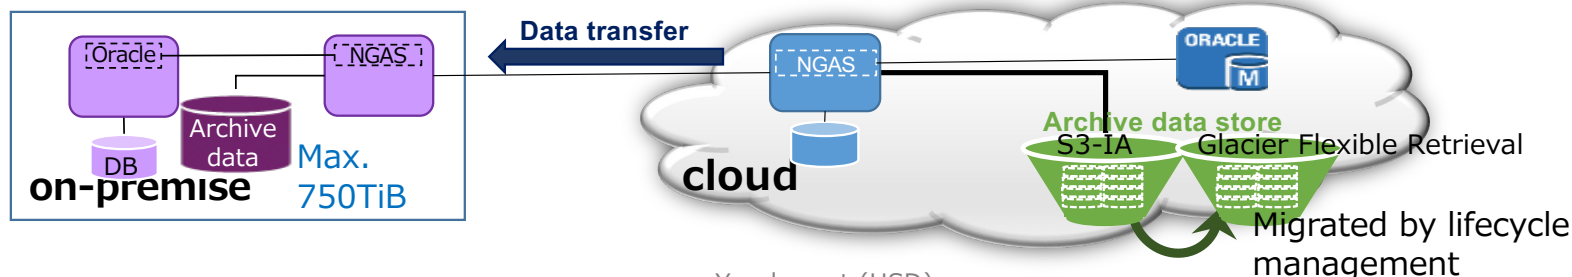 Data transfer
Oracle
NGAS
NGAS
ORACLE
M
Archive
data
DB
Max.
750TiB
on-premise
cloud
Archive data store
S3-IA
Glacier Flexible Retrieval
Migrated by lifecycle
management